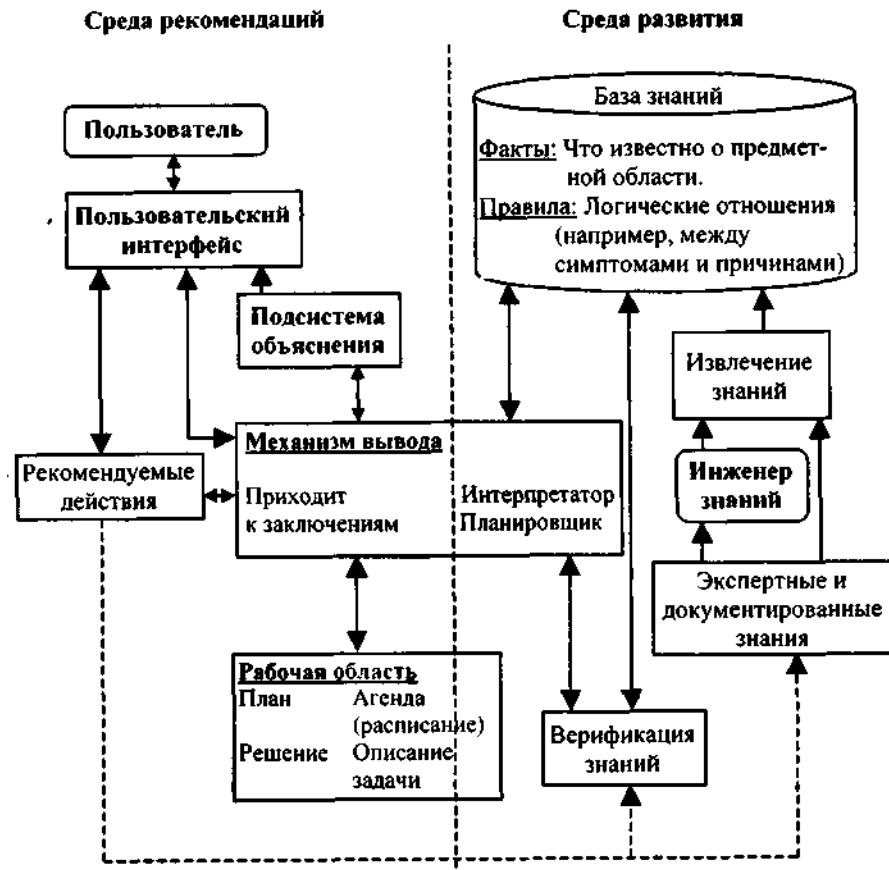 Среда рекомендаций
Среда развития
База знаний
Факты: Что известно о предмет-
ной области.
Правила: Логические отношения
(например, между
симптомами и причинами)
Пользователь
Пользовательский
интерфейс
Подсистема
объяснения
Извлечение
знаний
Механизм вывода
Приходит
к заключениям
Интерпретатор
Планировщик
Рекомендуемые
действия
Инженер
знаний
Экспертные и
документированные
знания
Рабочая область
План Агенда
(расписание)
Решение Описание
задачи
Верификация
знаний